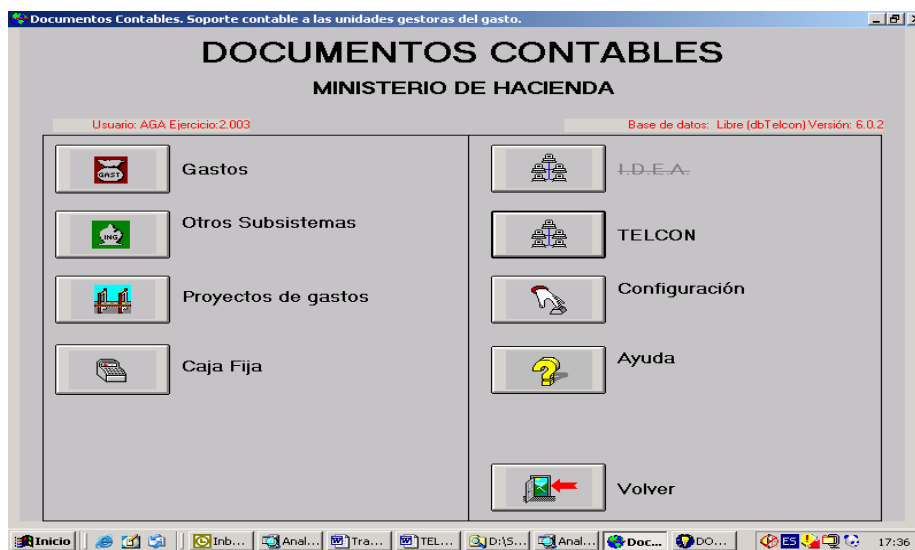 Documentos Contables. Soporte contable a las unidades gestoras del gasto.
DOCUMENTOS CONTABLES
MINISTERIO DE HACIENDA
Usuario: AGA Ejercicio:2.003
Base de datos: Libre (dbTelcon) Versión: 6.0.2
GAST
Gastos
ING
Otros Subsistemas
Proyectos de gastos
Caja Fija
I.D.E.A.
TELCON
Configuración
Ayuda
Volver
Inicio
Inb...
Anal...
Tra...
TEL...
D:\S...
Anal...
Doc...
DO...
ES
17:36